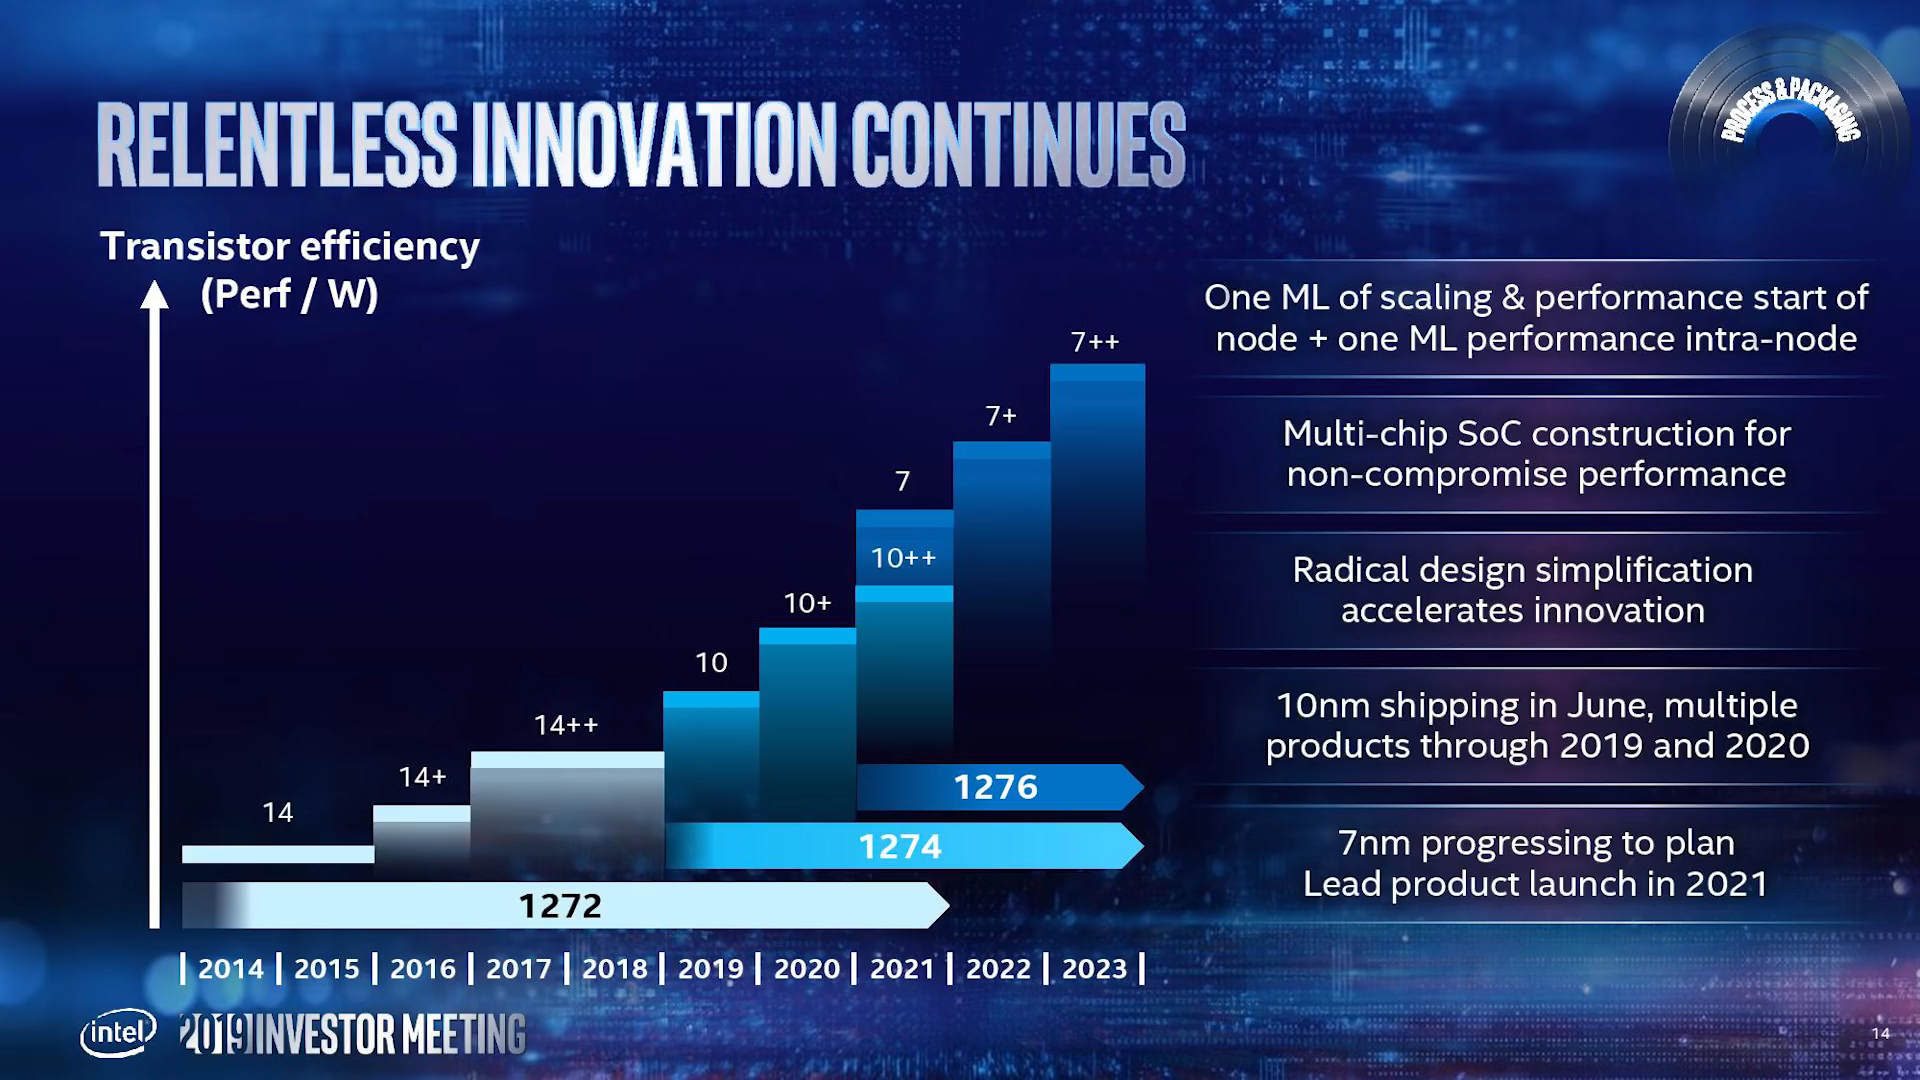 PROCESS & PACKAGING
RELENTLESS INNOVATION CONTINUES
Transistor efficiency
(Perf / W)
7++
7+
7
10++
10+
10
14++
14+
14
1276
1274
1272
| 2014 | 2015 | 2016 | 2017 | 2018 | 2019 | 2020 | 2021 | 2022 | 2023 |
One ML of scaling & performance start of
node + one ML performance intra-node
Multi-chip SoC construction for
non-compromise performance
Radical design simplification
accelerates innovation
10nm shipping in June, multiple
products through 2019 and 2020
7nm progressing to plan
Lead product launch in 2021
intel 2019 INVESTOR MEETING
14